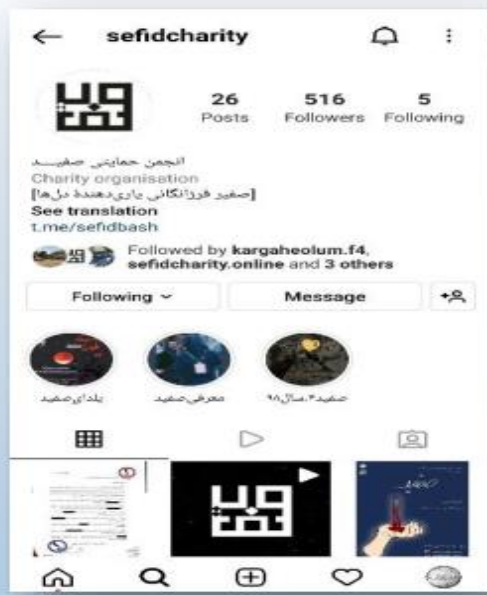 sefidcharity
26 516 5
Posts Followers Following
انجمن حمایتی صفیـــد
Charity organisation
[صفیر فرزانگانی یاری‌دهندهٔ دل‌ها]
See translation
t.me/sefidbash
Followed by kargaheolum.f4,
sefidcharity.online and 3 others
Following Message
یلدای‌صفید معرفی‌صفید صفید۴.سال۹۸